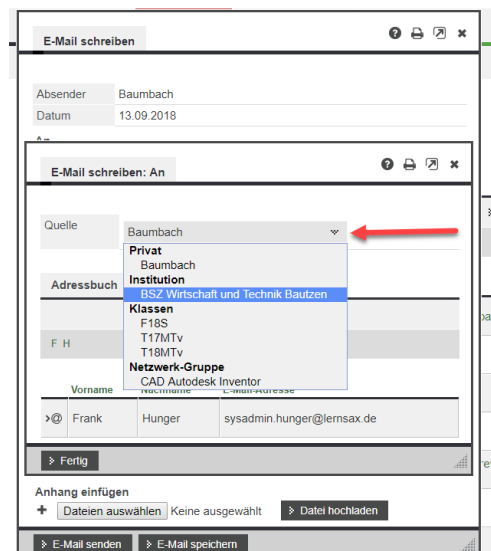 E-Mail schreiben
Absender Baumbach
Datum 13.09.2018
E-Mail schreiben: An
Quelle Baumbach
Privat
Baumbach
Institution
BSZ Wirtschaft und Technik Bautzen
Klassen
F18S
T17MTv
T18MTv
Netzwerk-Gruppe
CAD Autodesk Inventor
Adressbuch
F H
Vorname Nachname E-Mail-Adresse
@ Frank Hunger sysadmin.hunger@lernsax.de
Fertig
Anhang einfügen
+ Dateien auswählen Keine ausgewählt Datei hochladen
E-Mail senden E-Mail speichern